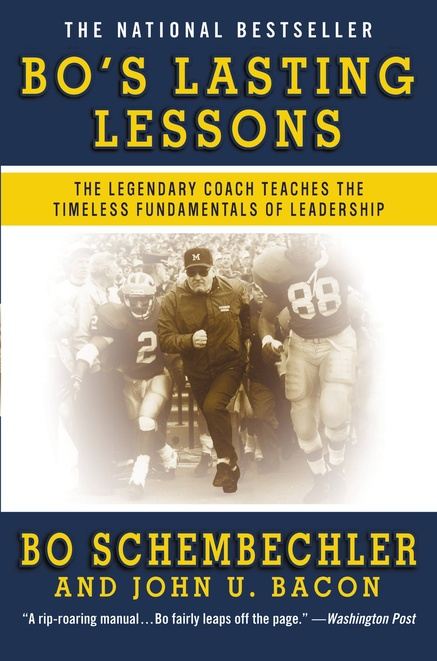 THE NATIONAL BESTSELLER
BO'S LASTING
LESSONS
THE LEGENDARY COACH TEACHES THE
TIMELESS FUNDAMENTALS OF LEADERSHIP
M
2
2
88
BO SCHEMBECHLER
AND JOHN U. BACON
"A rip-roaring manual...Bo fairly leaps off the page." —Washington Post